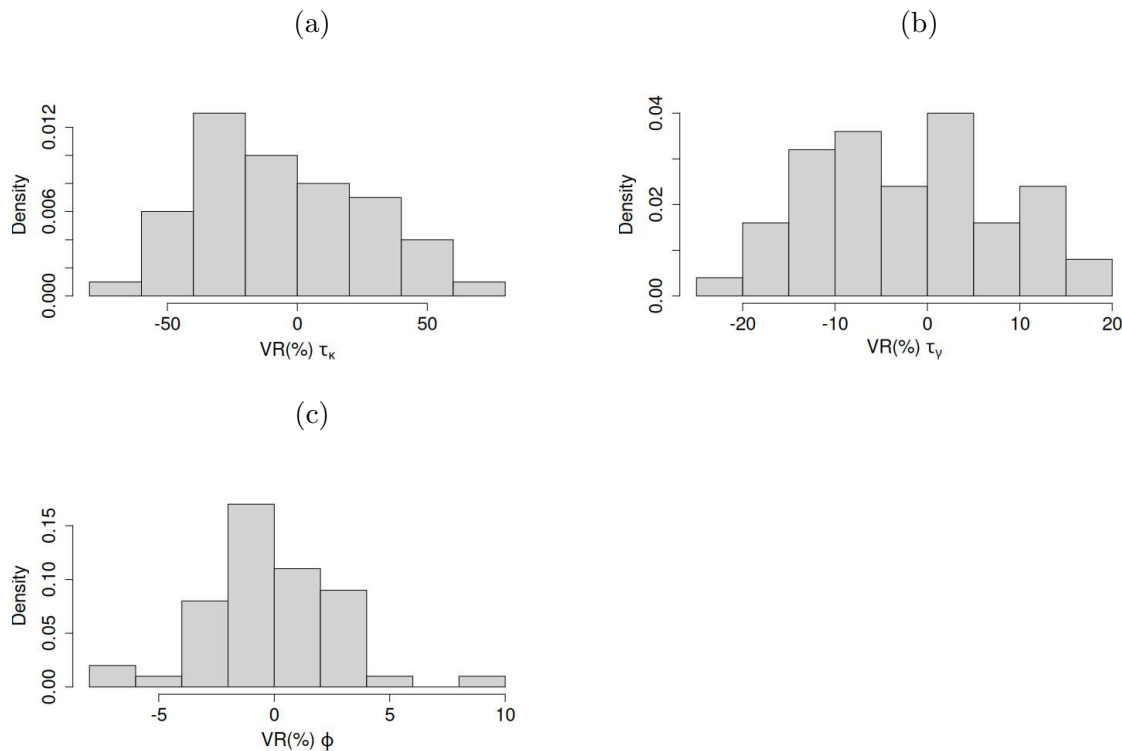 (a)
Density
0.012
0.006
0.000
-50 0 50
VR(%) τκ
(b)
Density
0.04
0.02
0.00
-20 -10 0 10 20
VR(%) τγ
(c)
Density
0.15
0.10
0.05
0.00
-5 0 5 10
VR(%) ϕ